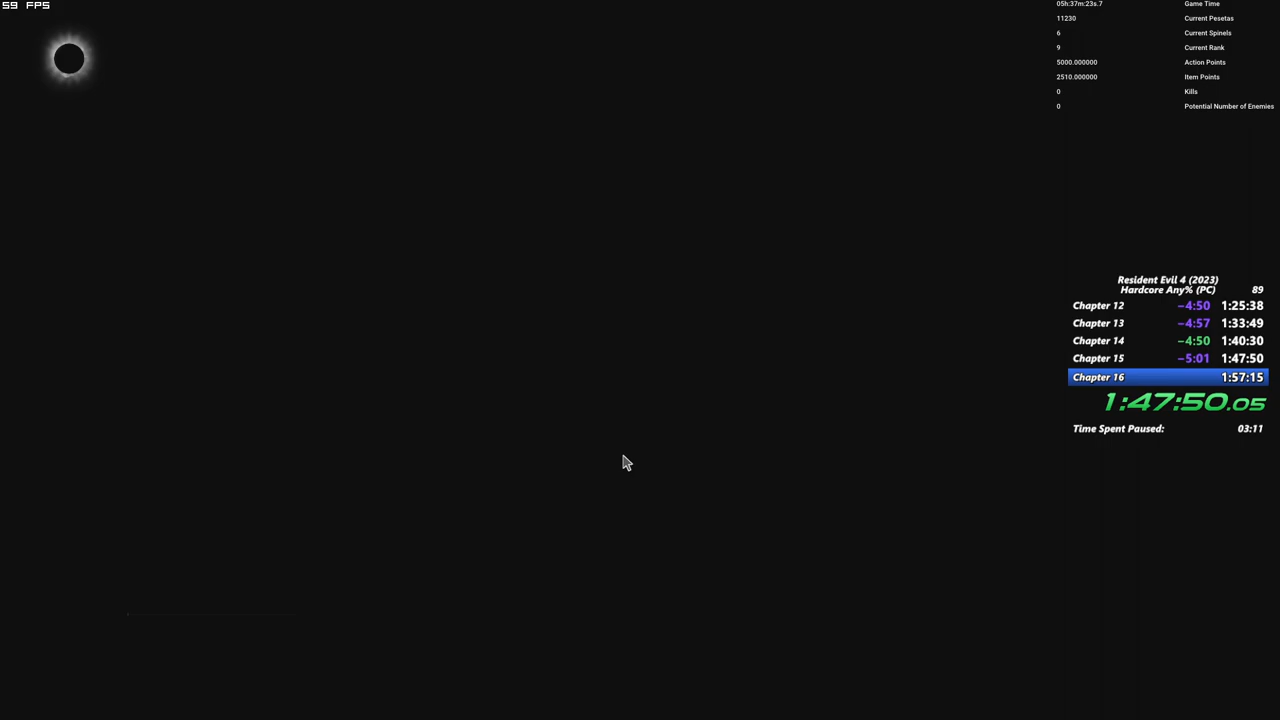 59 FPS
05h:37m:23s.7 Game Time
11230 Current Pesetas
6 Current Spinels
9 Current Rank
5000.000000 Action Points
2510.000000 Item Points
0 Kills
0 Potential Number of Enemies
Resident Evil 4 (2023)
Hardcore Any% (PC) 89
Chapter 12 −4:50 1:25:38
Chapter 13 −4:57 1:33:49
Chapter 14 −4:50 1:40:30
Chapter 15 −5:01 1:47:50
Chapter 16 1:57:15
1:47:50.05
Time Spent Paused: 03:11